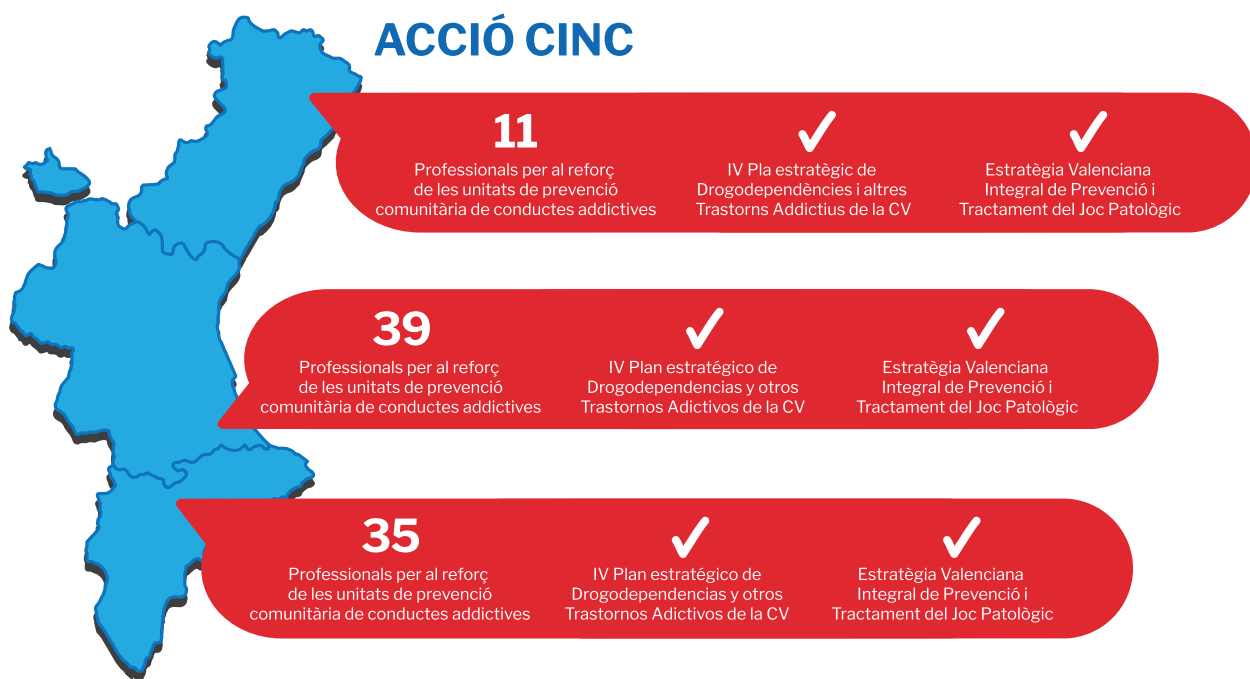 ACCIÓ CINC
11
Professionals per al reforç
de les unitats de prevenció
comunitària de conductes addictives
IV Pla estratègic de
Drogodependències i altres
Trastorns Addictius de la CV
Estratègia Valenciana
Integral de Prevenció i
Tractament del Joc Patològic
39
Professionals per al reforç
de les unitats de prevenció
comunitària de conductes addictives
IV Plan estratégico de
Drogodependencias y otros
Trastornos Adictivos de la CV
Estratègia Valenciana
Integral de Prevenció i
Tractament del Joc Patològic
35
Professionals per al reforç
de les unitats de prevenció
comunitària de conductes addictives
IV Plan estratégico de
Drogodependencias y otros
Trastornos Adictivos de la CV
Estratègia Valenciana
Integral de Prevenció i
Tractament del Joc Patològic